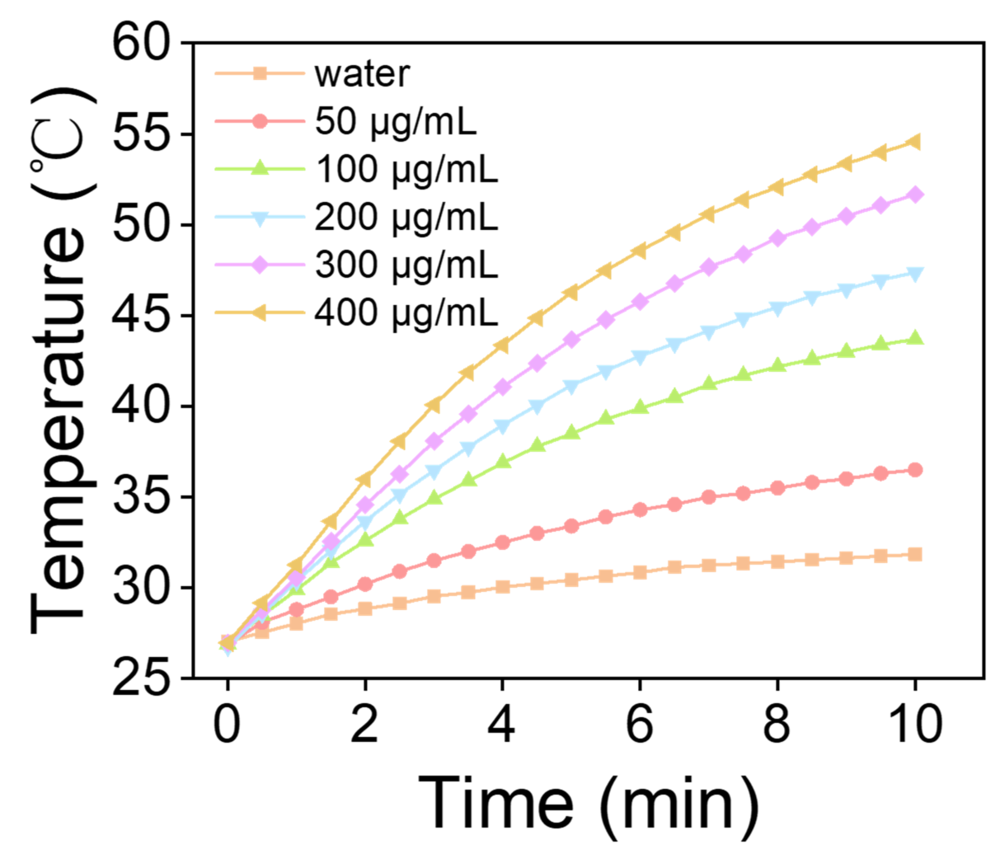 60
55
50
45
40
35
30
25
Temperature (℃)
water
50 μg/mL
100 μg/mL
200 μg/mL
300 μg/mL
400 μg/mL
0 2 4 6 8 10
Time (min)